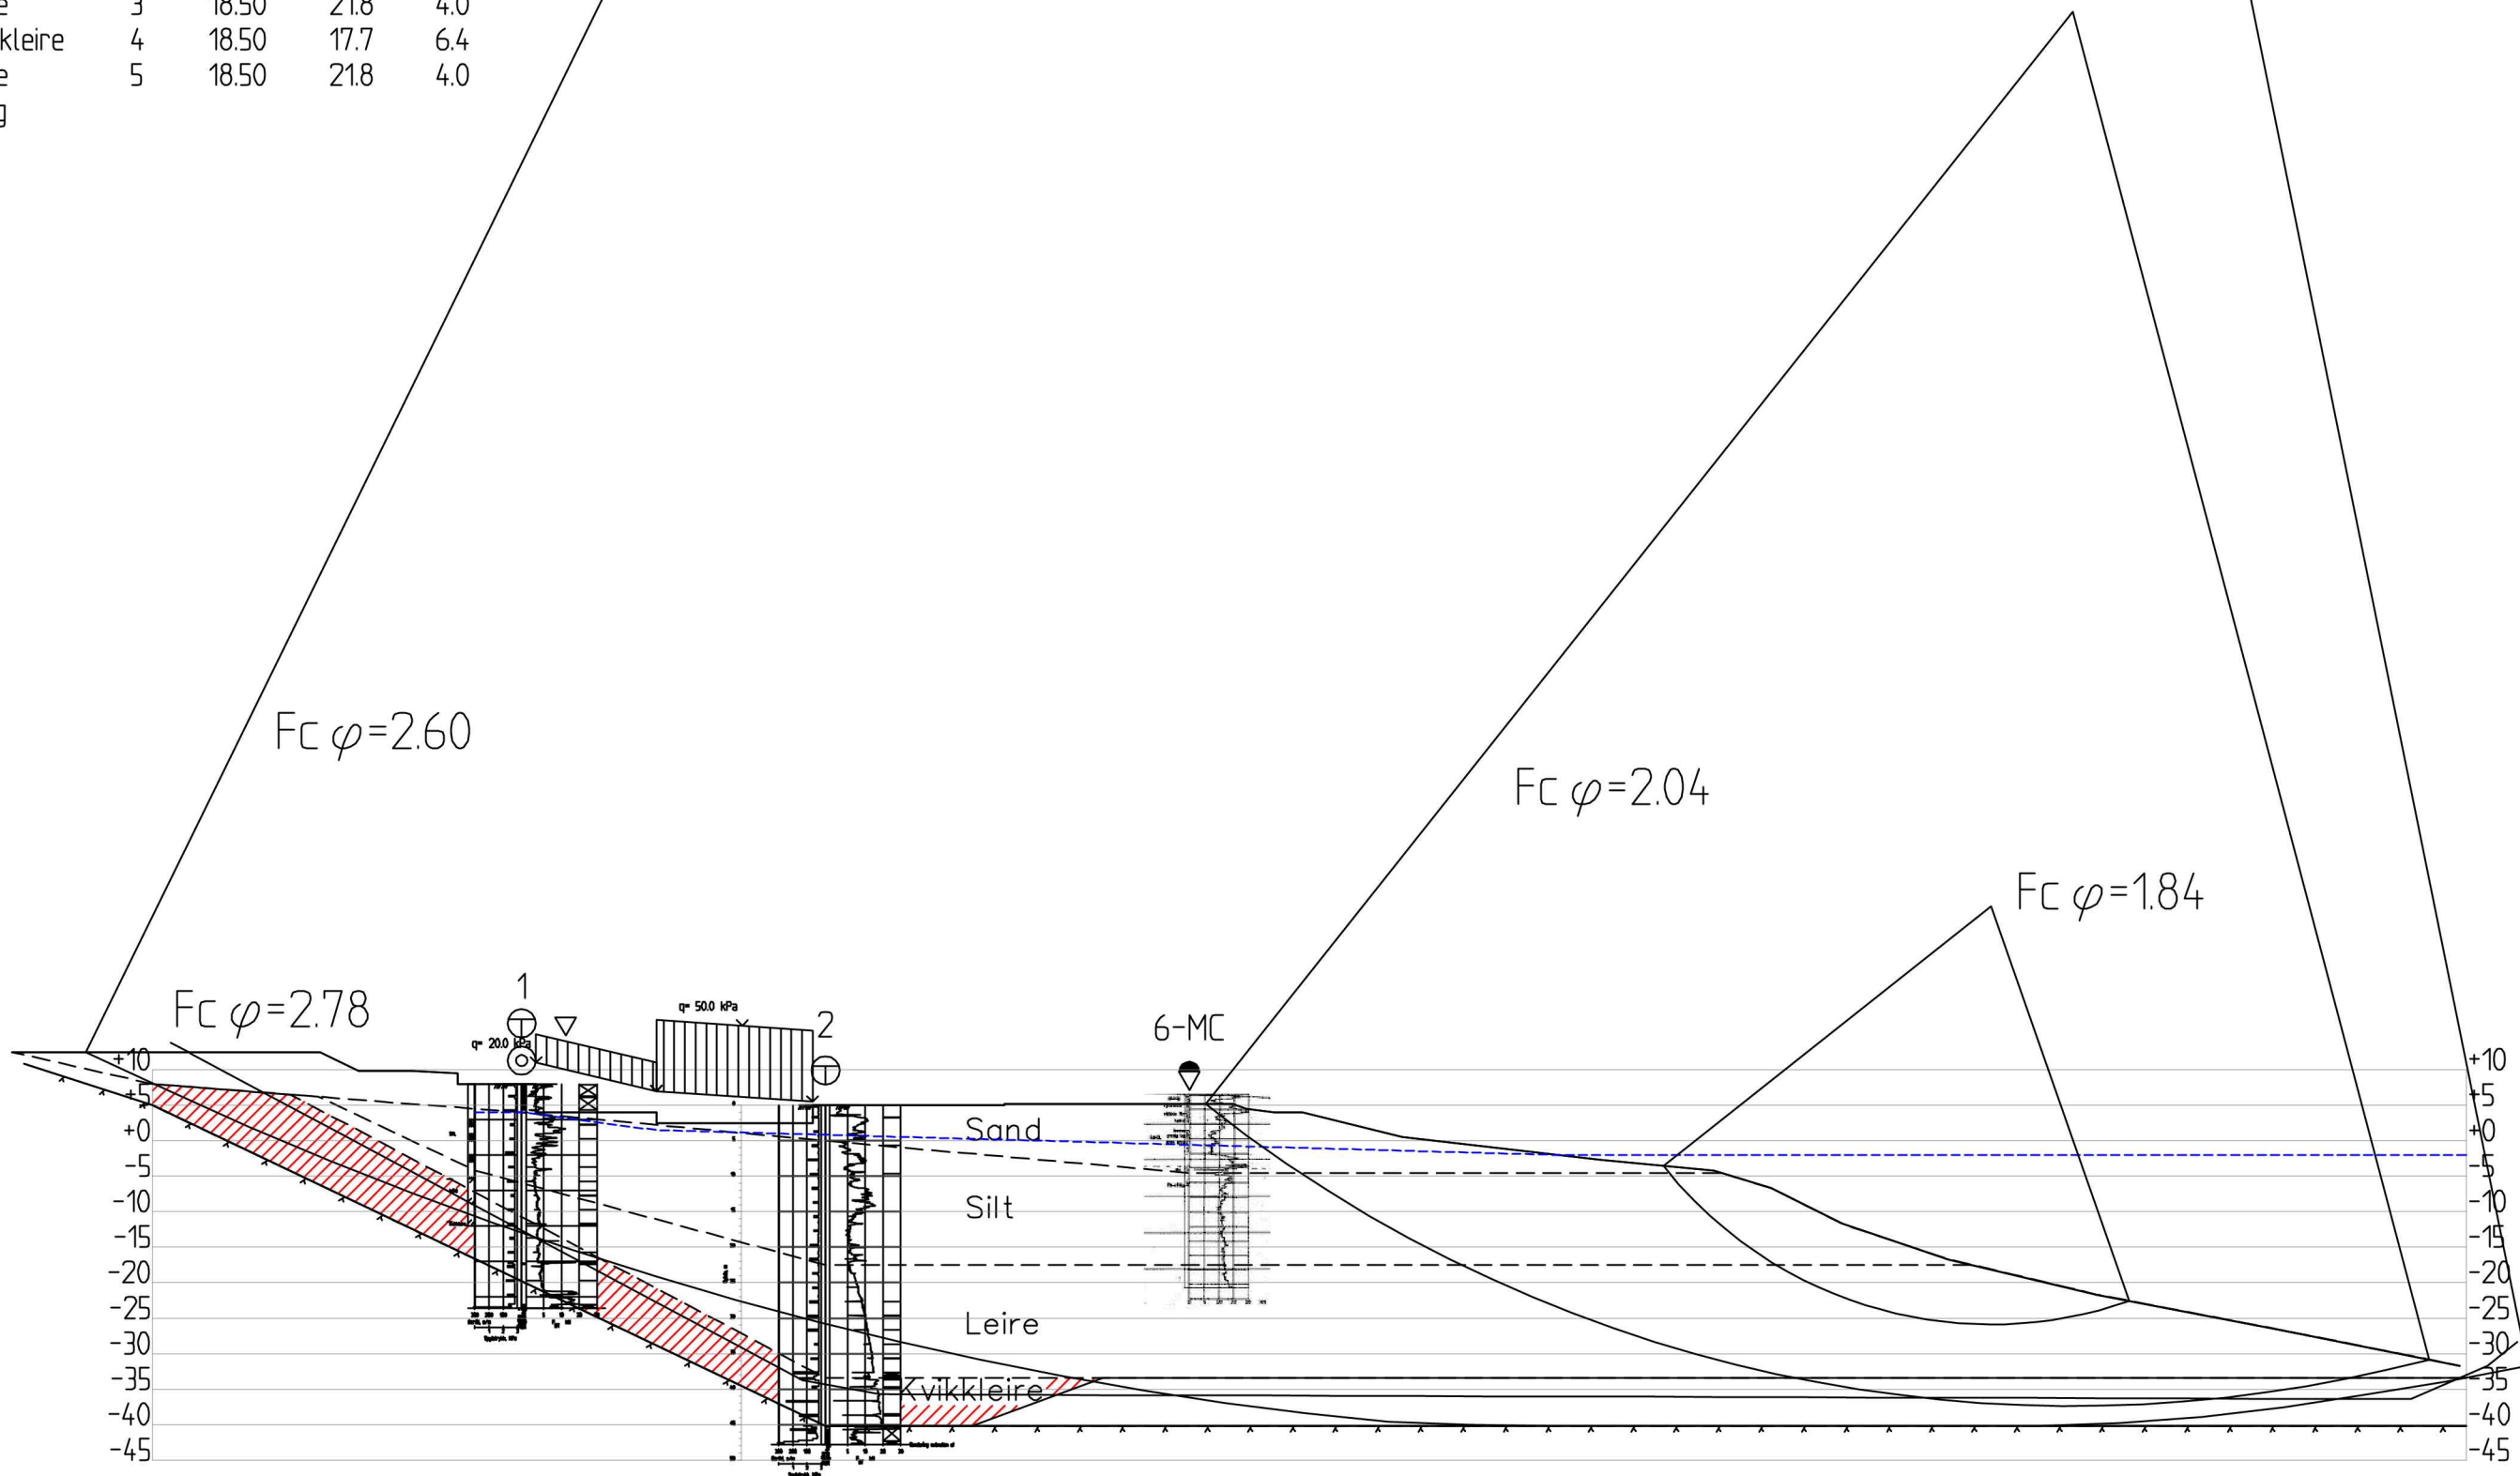 e 3 18.50 21.8 4.0
kleire 4 18.50 17.7 6.4
e 5 18.50 21.8 4.0
g
Fc φ=2.60
Fc φ=2.04
Fc φ=1.84
Fc φ=2.78
1
q= 20.0 kPa
q= 50.0 kPa
2
6-MC
+10 +10
+5 +5
+0 +0
-5 -5
-10 -10
-15 -15
-20 -20
-25 -25
-30 -30
-35 -35
-40 -40
-45 -45
Sand
Silt
Leire
Kvikkleire